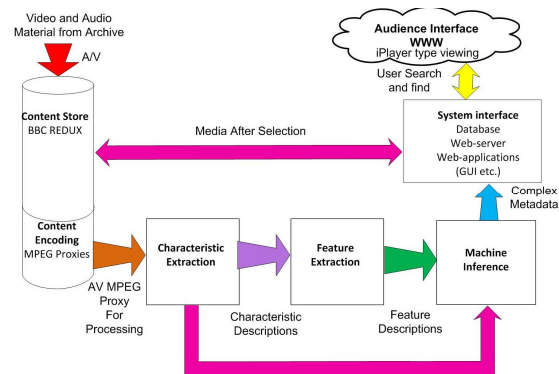 Video and Audio
Material from Archive
A/V
Audience Interface
WWW
iPlayer type viewing
User Search
and find
Content Store
BBC REDUX
Media After Selection
System interface
Database
Web-server
Web-applications
(GUI etc.)
Complex
Metadata
Content
Encoding
MPEG Proxies
Characteristic
Extraction
Feature
Extraction
Machine
Inference
AV MPEG
Proxy
For
Processing
Characteristic
Descriptions
Feature
Descriptions